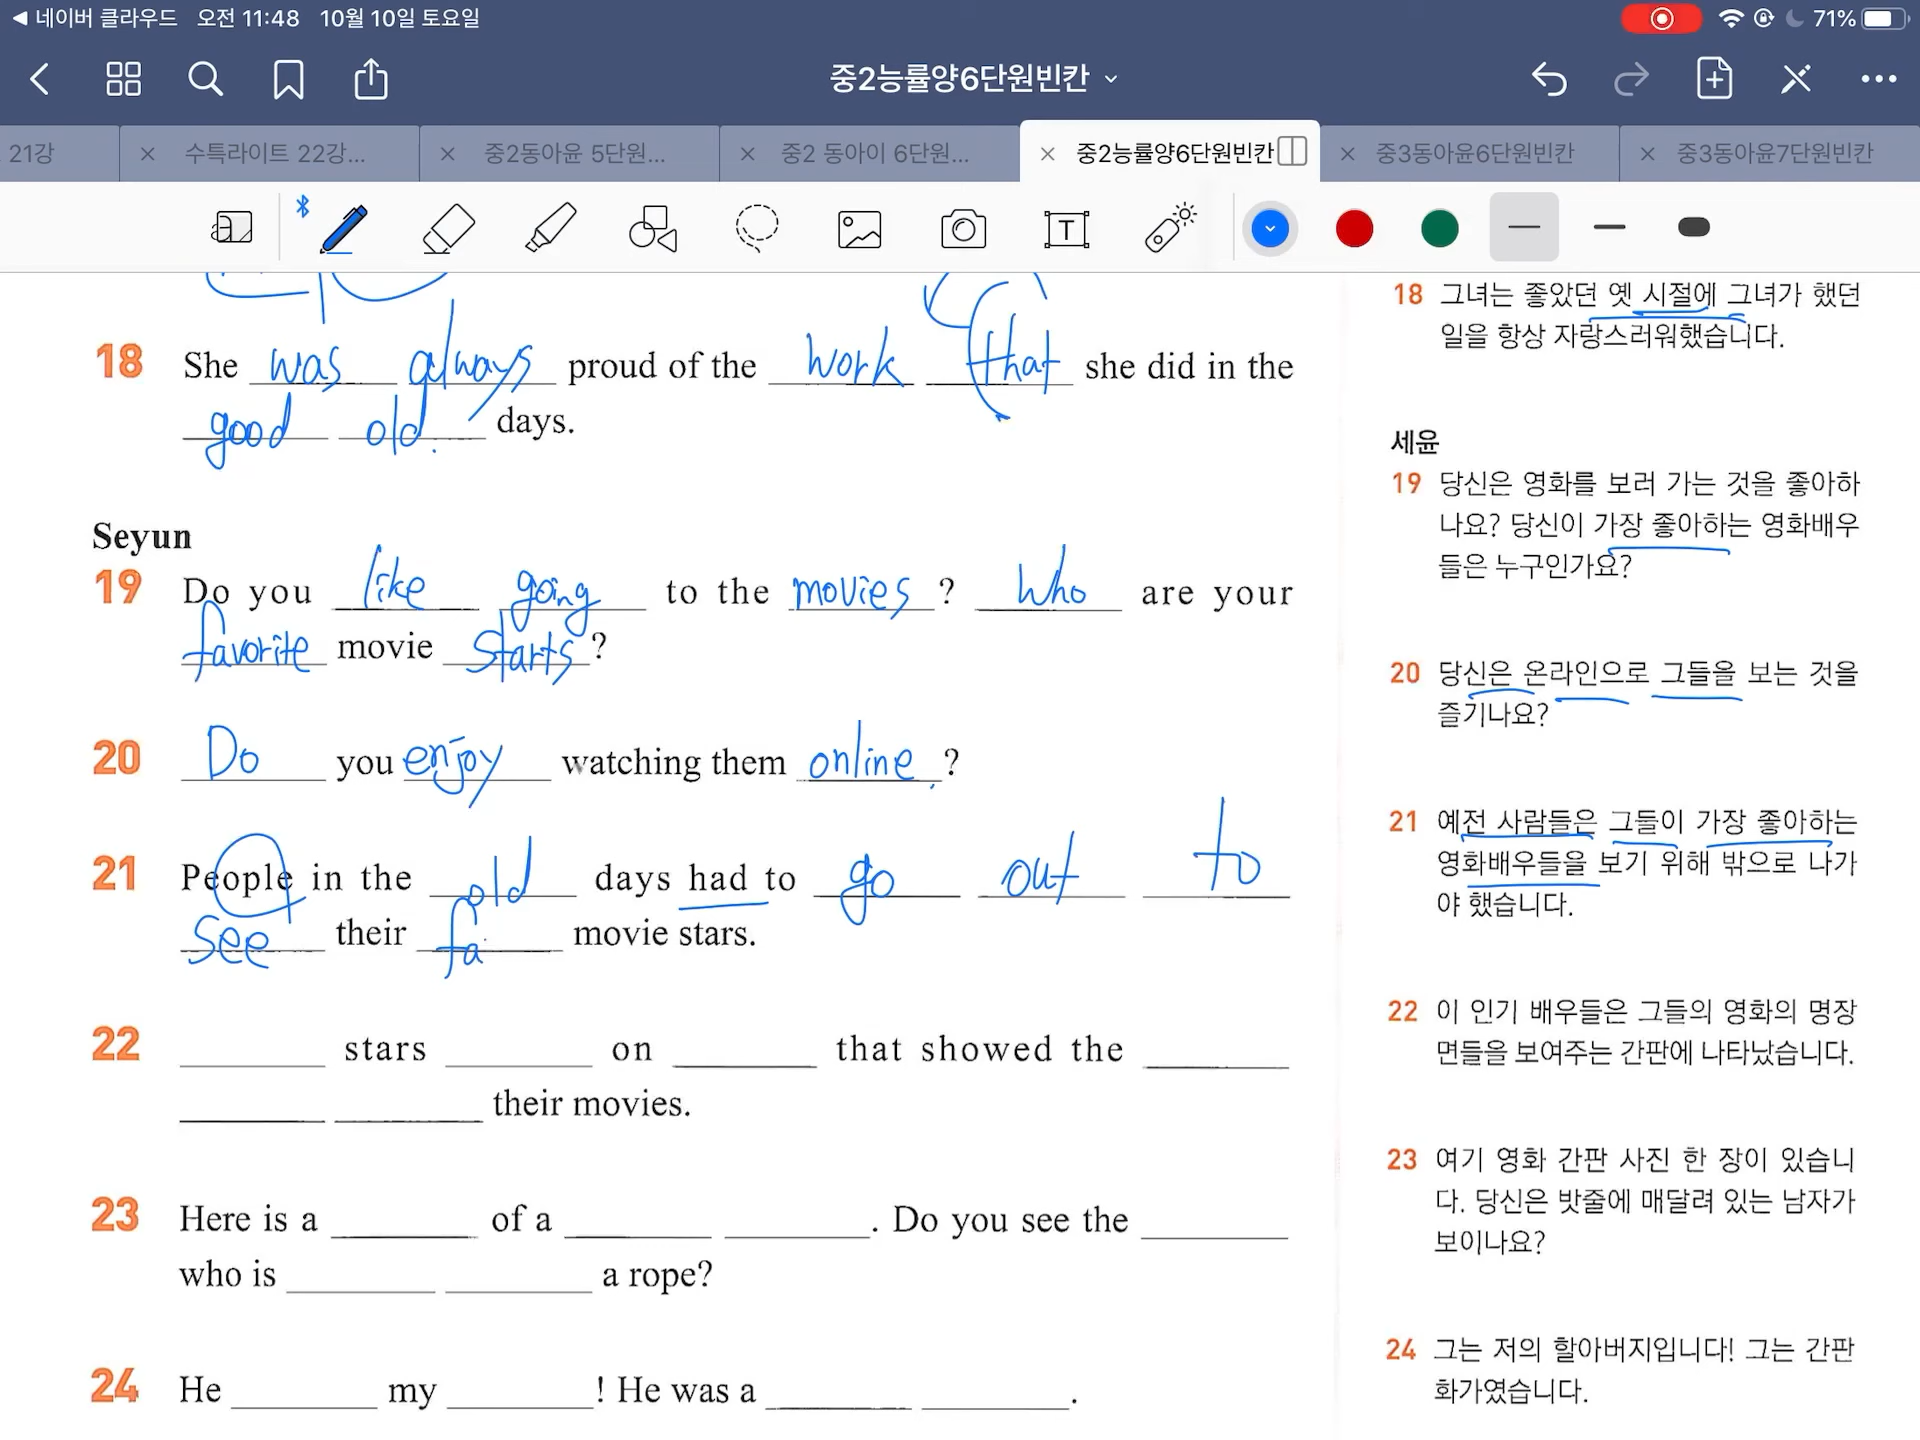 ◀ 네이버 클라우드 오전 11:48 10월 10일 토요일 71%
중2능률양6단원빈칸
21강 수특라이트 22강... 중2동아윤 5단원... 중2 동아이 6단원... 중2능률양6단원빈칸 중3동아윤6단원빈칸 중3동아윤7단원빈칸
18 She was always proud of the work that she did in the
good old days.
Seyun
19 Do you like going to the movies ? Who are your
favorite movie starts ?
20 Do you enjoy watching them online ?
21 People in the old days had to go out to
see their fa movie stars.
22 ____ stars ____ on ____ that showed the ____
____ ____ their movies.
23 Here is a ____ of a ____ ____. Do you see the ____
who is ____ ____ a rope?
24 He ____ my ____! He was a ____ ____.
18 그녀는 좋았던 옛 시절에 그녀가 했던
일을 항상 자랑스러워했습니다.
세윤
19 당신은 영화를 보러 가는 것을 좋아하
나요? 당신이 가장 좋아하는 영화배우
들은 누구인가요?
20 당신은 온라인으로 그들을 보는 것을
즐기나요?
21 예전 사람들은 그들이 가장 좋아하는
영화배우들을 보기 위해 밖으로 나가
야 했습니다.
22 이 인기 배우들은 그들의 영화의 명장
면들을 보여주는 간판에 나타났습니다.
23 여기 영화 간판 사진 한 장이 있습니
다. 당신은 밧줄에 매달려 있는 남자가
보이나요?
24 그는 저의 할아버지입니다! 그는 간판
화가였습니다.